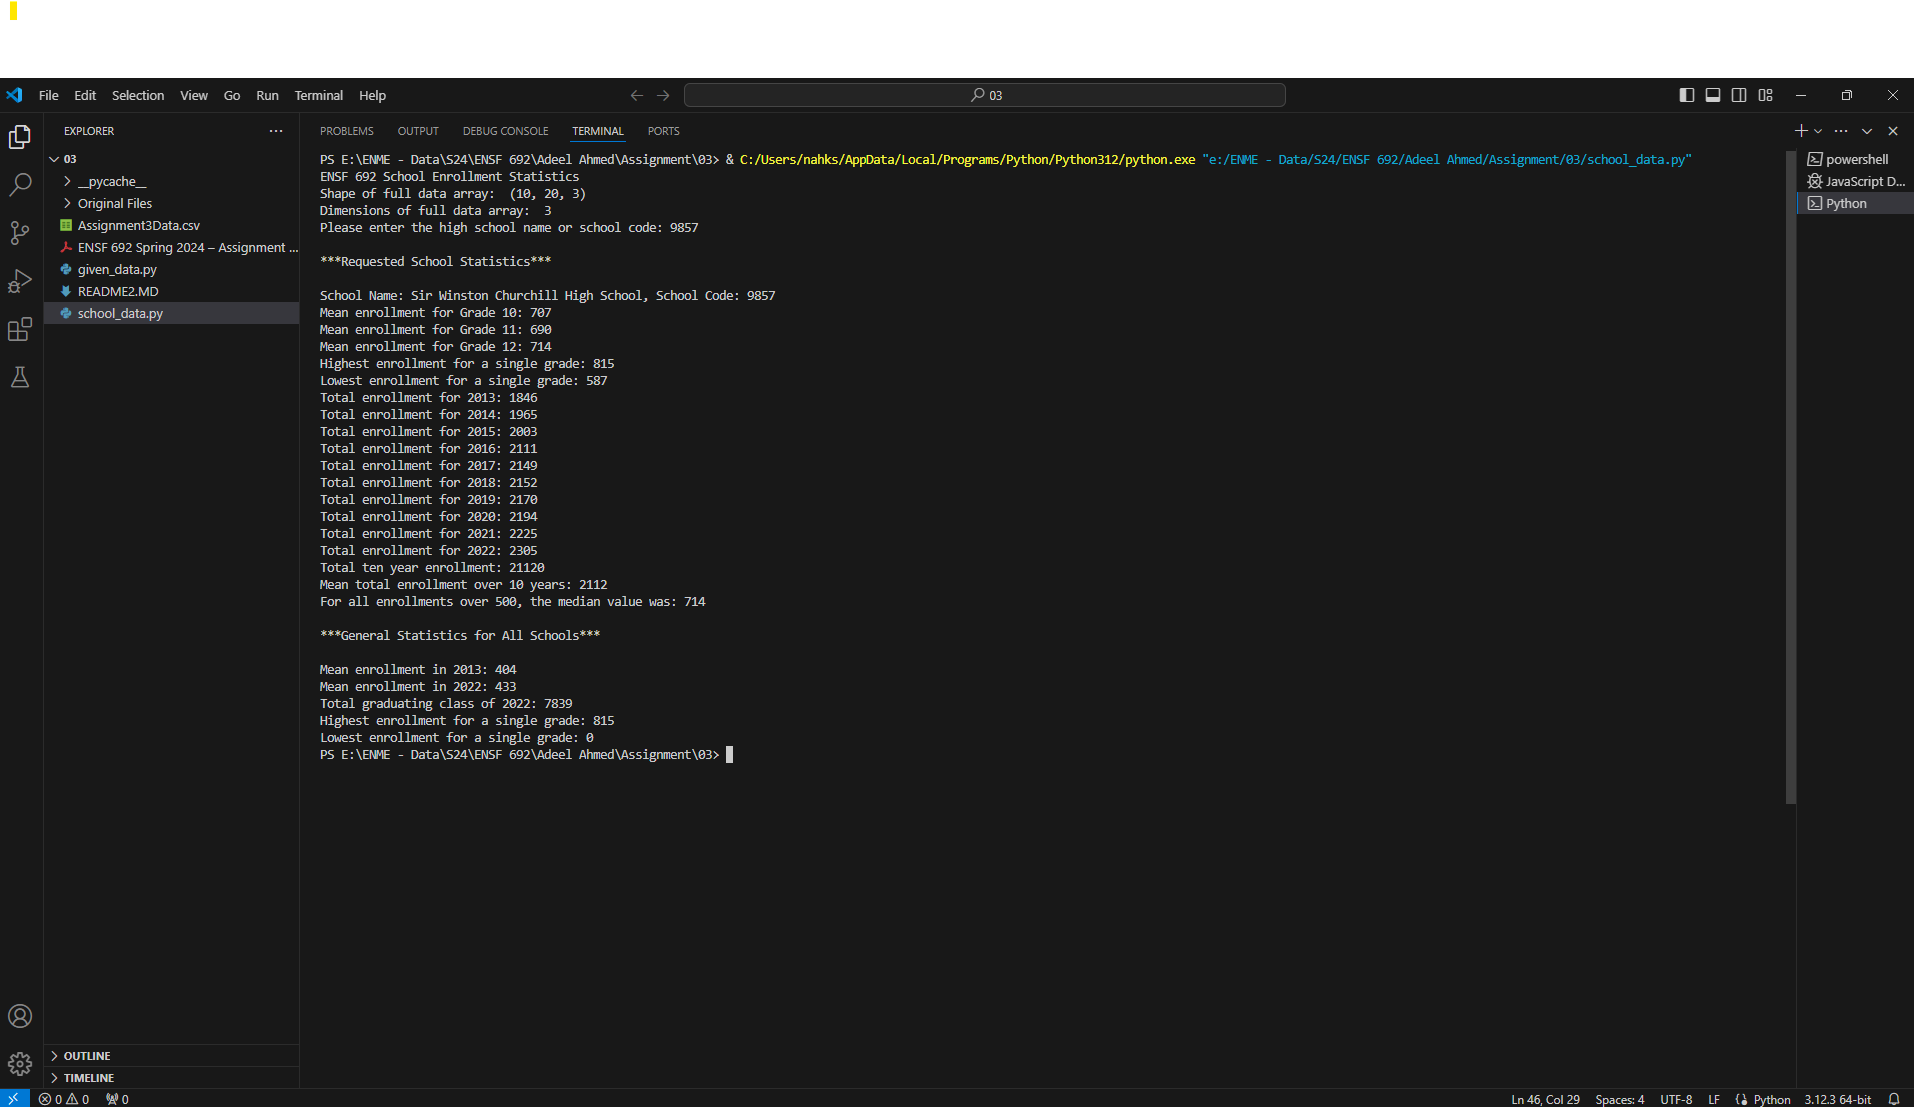 File Edit Selection View Go Run Terminal Help
03
EXPLORER
PROBLEMS OUTPUT DEBUG CONSOLE TERMINAL PORTS
03
__pycache__
Original Files
Assignment3Data.csv
ENSF 692 Spring 2024 – Assignment ...
given_data.py
README2.MD
school_data.py
PS E:\ENME - Data\S24\ENSF 692\Adeel Ahmed\Assignment\03> & C:/Users/nahks/AppData/Local/Programs/Python/Python312/python.exe "e:/ENME - Data/S24/ENSF 692/Adeel Ahmed/Assignment/03/school_data.py"
ENSF 692 School Enrollment Statistics
Shape of full data array:  (10, 20, 3)
Dimensions of full data array:  3
Please enter the high school name or school code: 9857
***Requested School Statistics***
School Name: Sir Winston Churchill High School, School Code: 9857
Mean enrollment for Grade 10: 707
Mean enrollment for Grade 11: 690
Mean enrollment for Grade 12: 714
Highest enrollment for a single grade: 815
Lowest enrollment for a single grade: 587
Total enrollment for 2013: 1846
Total enrollment for 2014: 1965
Total enrollment for 2015: 2003
Total enrollment for 2016: 2111
Total enrollment for 2017: 2149
Total enrollment for 2018: 2152
Total enrollment for 2019: 2170
Total enrollment for 2020: 2194
Total enrollment for 2021: 2225
Total enrollment for 2022: 2305
Total ten year enrollment: 21120
Mean total enrollment over 10 years: 2112
For all enrollments over 500, the median value was: 714
***General Statistics for All Schools***
Mean enrollment in 2013: 404
Mean enrollment in 2022: 433
Total graduating class of 2022: 7839
Highest enrollment for a single grade: 815
Lowest enrollment for a single grade: 0
PS E:\ENME - Data\S24\ENSF 692\Adeel Ahmed\Assignment\03>
powershell
JavaScript D...
Python
OUTLINE
TIMELINE
0 0 0
Ln 46, Col 29 Spaces: 4 UTF-8 LF Python 3.12.3 64-bit